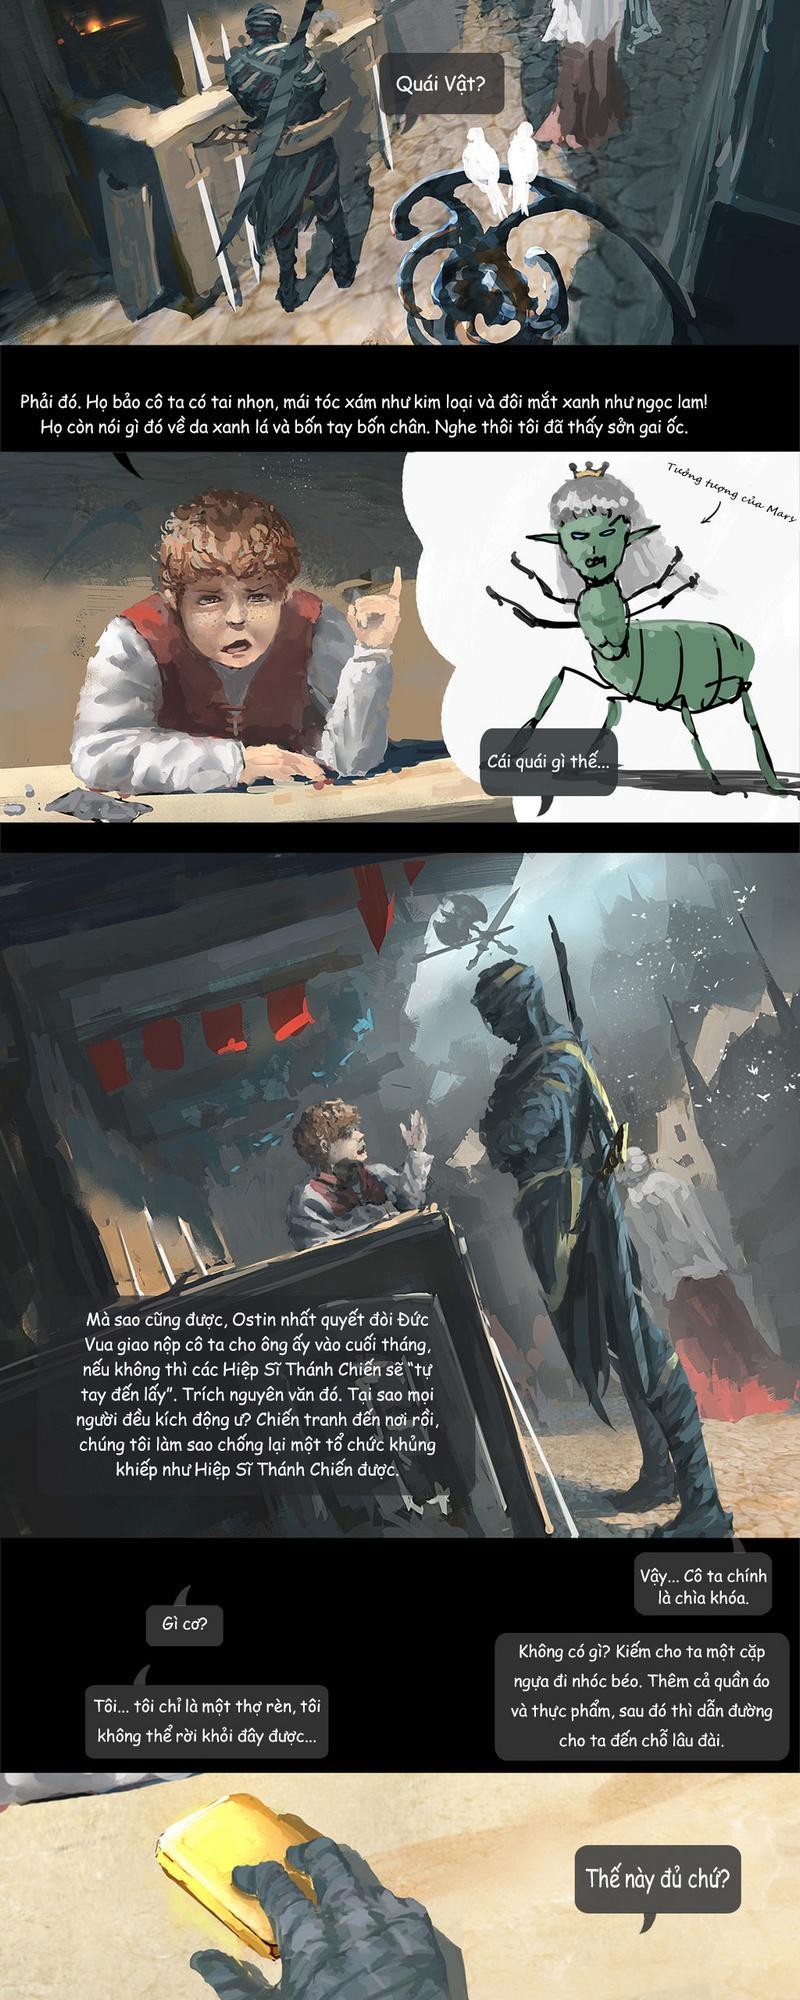 Quái Vật?
Phải đó. Họ bảo cô ta có tai nhọn, mái tóc xám như kim loại và đôi mắt xanh như ngọc lam!
Họ còn nói gì đó về da xanh lá và bốn tay bốn chân. Nghe thôi tôi đã thấy sởn gai ốc.
Tưởng tượng của Mary
Cái quái gì thế...
Mà sao cũng được, Ostin nhất quyết đòi Đức
Vua giao nộp cô ta cho ông ấy vào cuối tháng,
nếu không thì các Hiệp Sĩ Thánh Chiến sẽ "tự
tay đến lấy". Trích nguyên văn đó. Tại sao mọi
người đều kích động ư? Chiến tranh đến nơi rồi,
chúng tôi làm sao chống lại một tổ chức khủng
khiếp như Hiệp Sĩ Thánh Chiến được.
Vậy... Cô ta chính
là chìa khóa.
Gì cơ?
Không có gì? Kiếm cho ta một cặp
ngựa đi nhóc béo. Thêm cả quần áo
và thực phẩm, sau đó thì dẫn đường
cho ta đến chỗ lâu đài.
Tôi... tôi chỉ là một thợ rèn, tôi
không thể rời khỏi đây được...
Thế này đủ chứ?